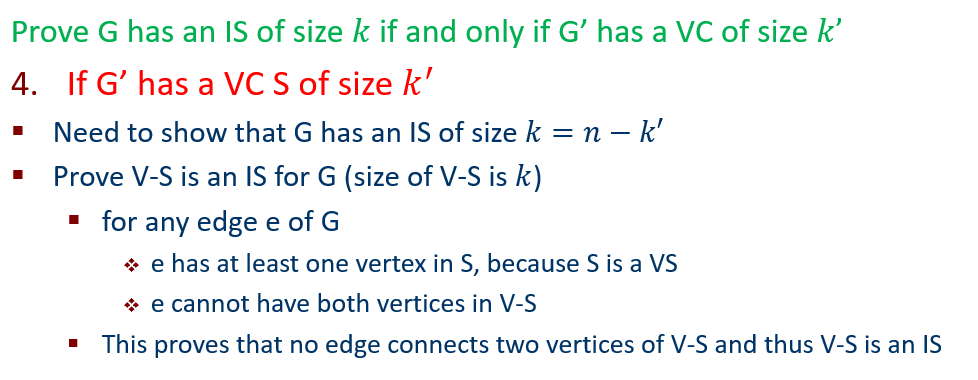 Prove G has an IS of size k if and only if G’ has a VC of size k’
4. If G’ has a VC S of size k′
▪ Need to show that G has an IS of size k = n − k′
▪ Prove V-S is an IS for G (size of V-S is k)
▪ for any edge e of G
❖ e has at least one vertex in S, because S is a VS
❖ e cannot have both vertices in V-S
▪ This proves that no edge connects two vertices of V-S and thus V-S is an IS